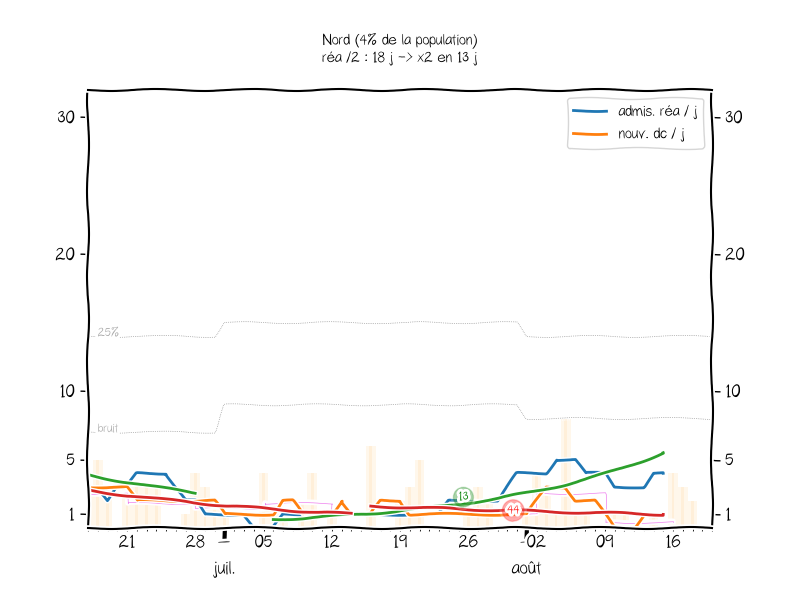 Nord (4% de la population)
réa /2 : 18 j -> x2 en 13 j
admis. réa / j
nouv. dc / j
30 30
20 20
25%
10 10
bruit
5 5
13
44
1 1
21 28 05 12 19 26 02 09 16
juil. août